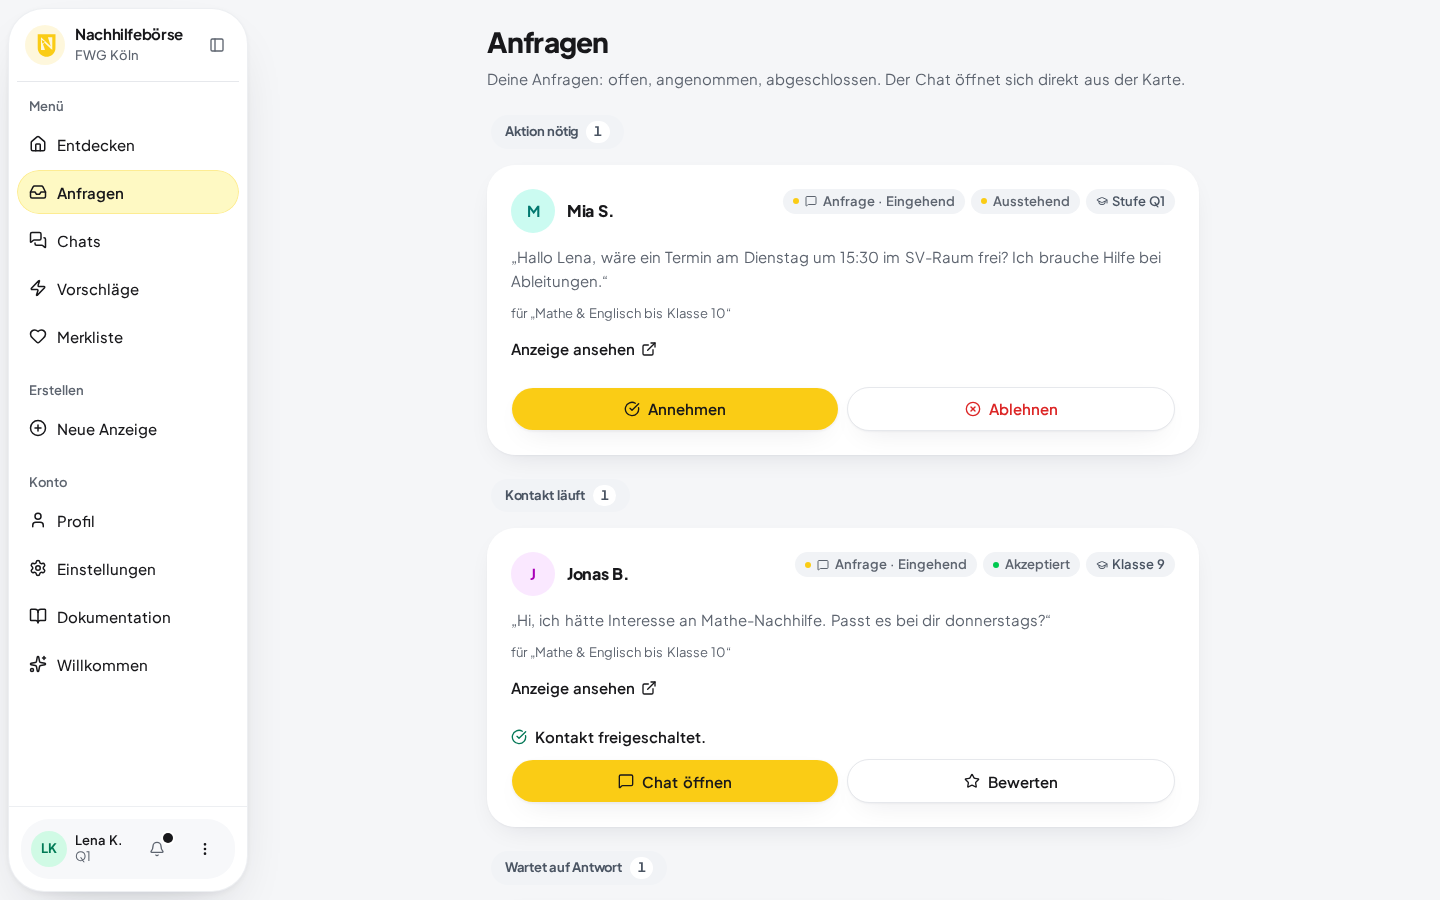 Nachhilfebörse
FWG Köln
Menü
Entdecken
Anfragen
Chats
Vorschläge
Merkliste
Erstellen
Neue Anzeige
Konto
Profil
Einstellungen
Dokumentation
Willkommen
LK
Lena K.
Q1
Anfragen
Deine Anfragen: offen, angenommen, abgeschlossen. Der Chat öffnet sich direkt aus der Karte.
Aktion nötig 1
M
Mia S.
Anfrage · Eingehend
Ausstehend
Stufe Q1
„Hallo Lena, wäre ein Termin am Dienstag um 15:30 im SV-Raum frei? Ich brauche Hilfe bei
Ableitungen.“
für „Mathe & Englisch bis Klasse 10“
Anzeige ansehen
Annehmen
Ablehnen
Kontakt läuft 1
J
Jonas B.
Anfrage · Eingehend
Akzeptiert
Klasse 9
„Hi, ich hätte Interesse an Mathe-Nachhilfe. Passt es bei dir donnerstags?“
für „Mathe & Englisch bis Klasse 10“
Anzeige ansehen
Kontakt freigeschaltet.
Chat öffnen
Bewerten
Wartet auf Antwort 1